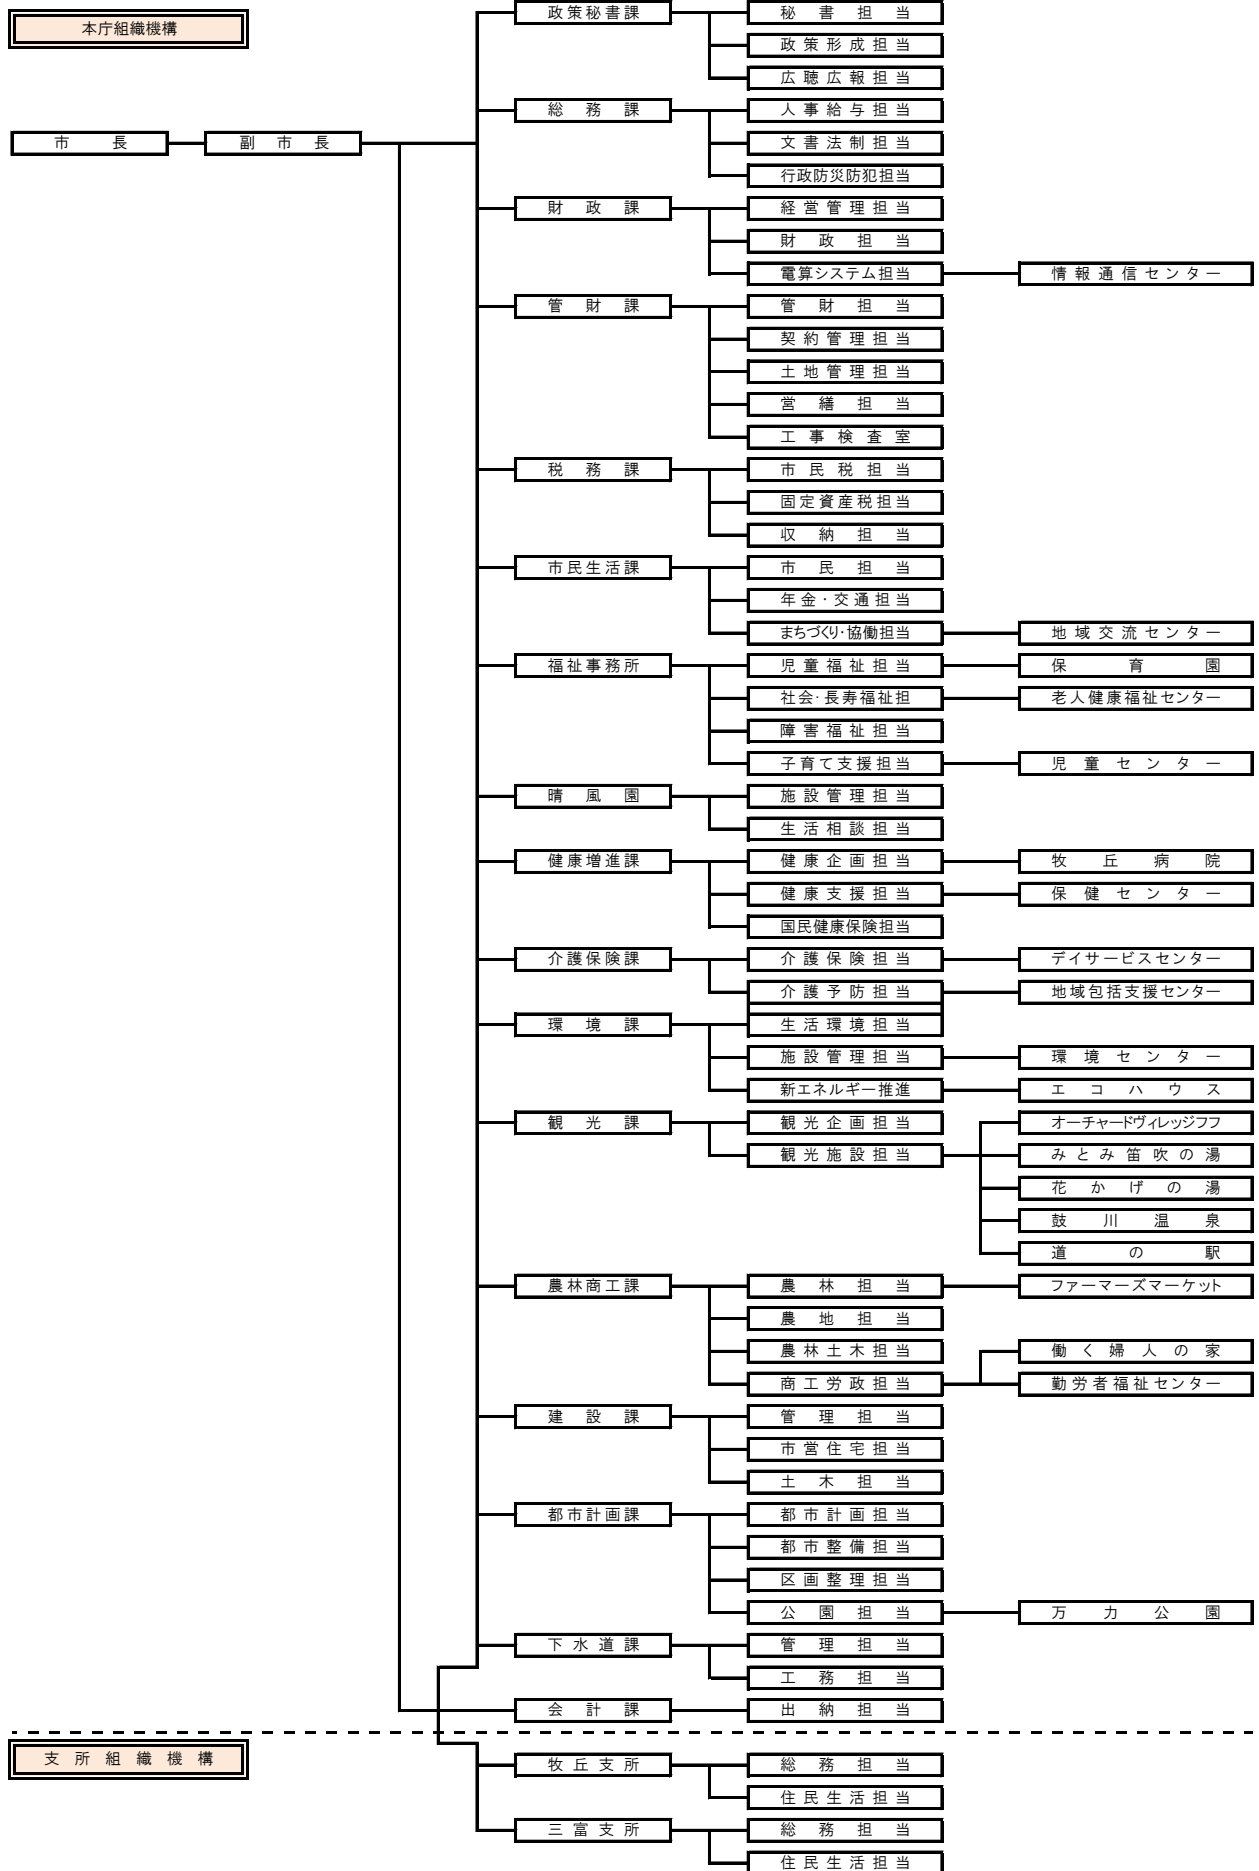 本庁組織機構
市長
副市長
政策秘書課
秘書担当
政策形成担当
広聴広報担当
総務課
人事給与担当
文書法制担当
行政防災防犯担当
財政課
経営管理担当
財政担当
電算システム担当
情報通信センター
管財課
管財担当
契約管理担当
土地管理担当
営繕担当
工事検査室
税務課
市民税担当
固定資産税担当
収納担当
市民生活課
市民担当
年金・交通担当
まちづくり・協働担当
地域交流センター
福祉事務所
児童福祉担当
保育園
社会・長寿福祉担
老人健康福祉センター
障害福祉担当
子育て支援担当
児童センター
晴風園
施設管理担当
生活相談担当
健康増進課
健康企画担当
牧丘病院
健康支援担当
保健センター
国民健康保険担当
介護保険課
介護保険担当
デイサービスセンター
介護予防担当
地域包括支援センター
環境課
生活環境担当
施設管理担当
環境センター
新エネルギー推進
エコハウス
観光課
観光企画担当
観光施設担当
オーチャードヴィレッジフフ
みとみ笛吹の湯
花かげの湯
鼓川温泉
道の駅
農林商工課
農林担当
ファーマーズマーケット
農地担当
農林土木担当
商工労政担当
働く婦人の家
勤労者福祉センター
建設課
管理担当
市営住宅担当
土木担当
都市計画課
都市計画担当
都市整備担当
区画整理担当
公園担当
万力公園
下水道課
管理担当
工務担当
会計課
出納担当
支所組織機構
牧丘支所
総務担当
住民生活担当
三富支所
総務担当
住民生活担当